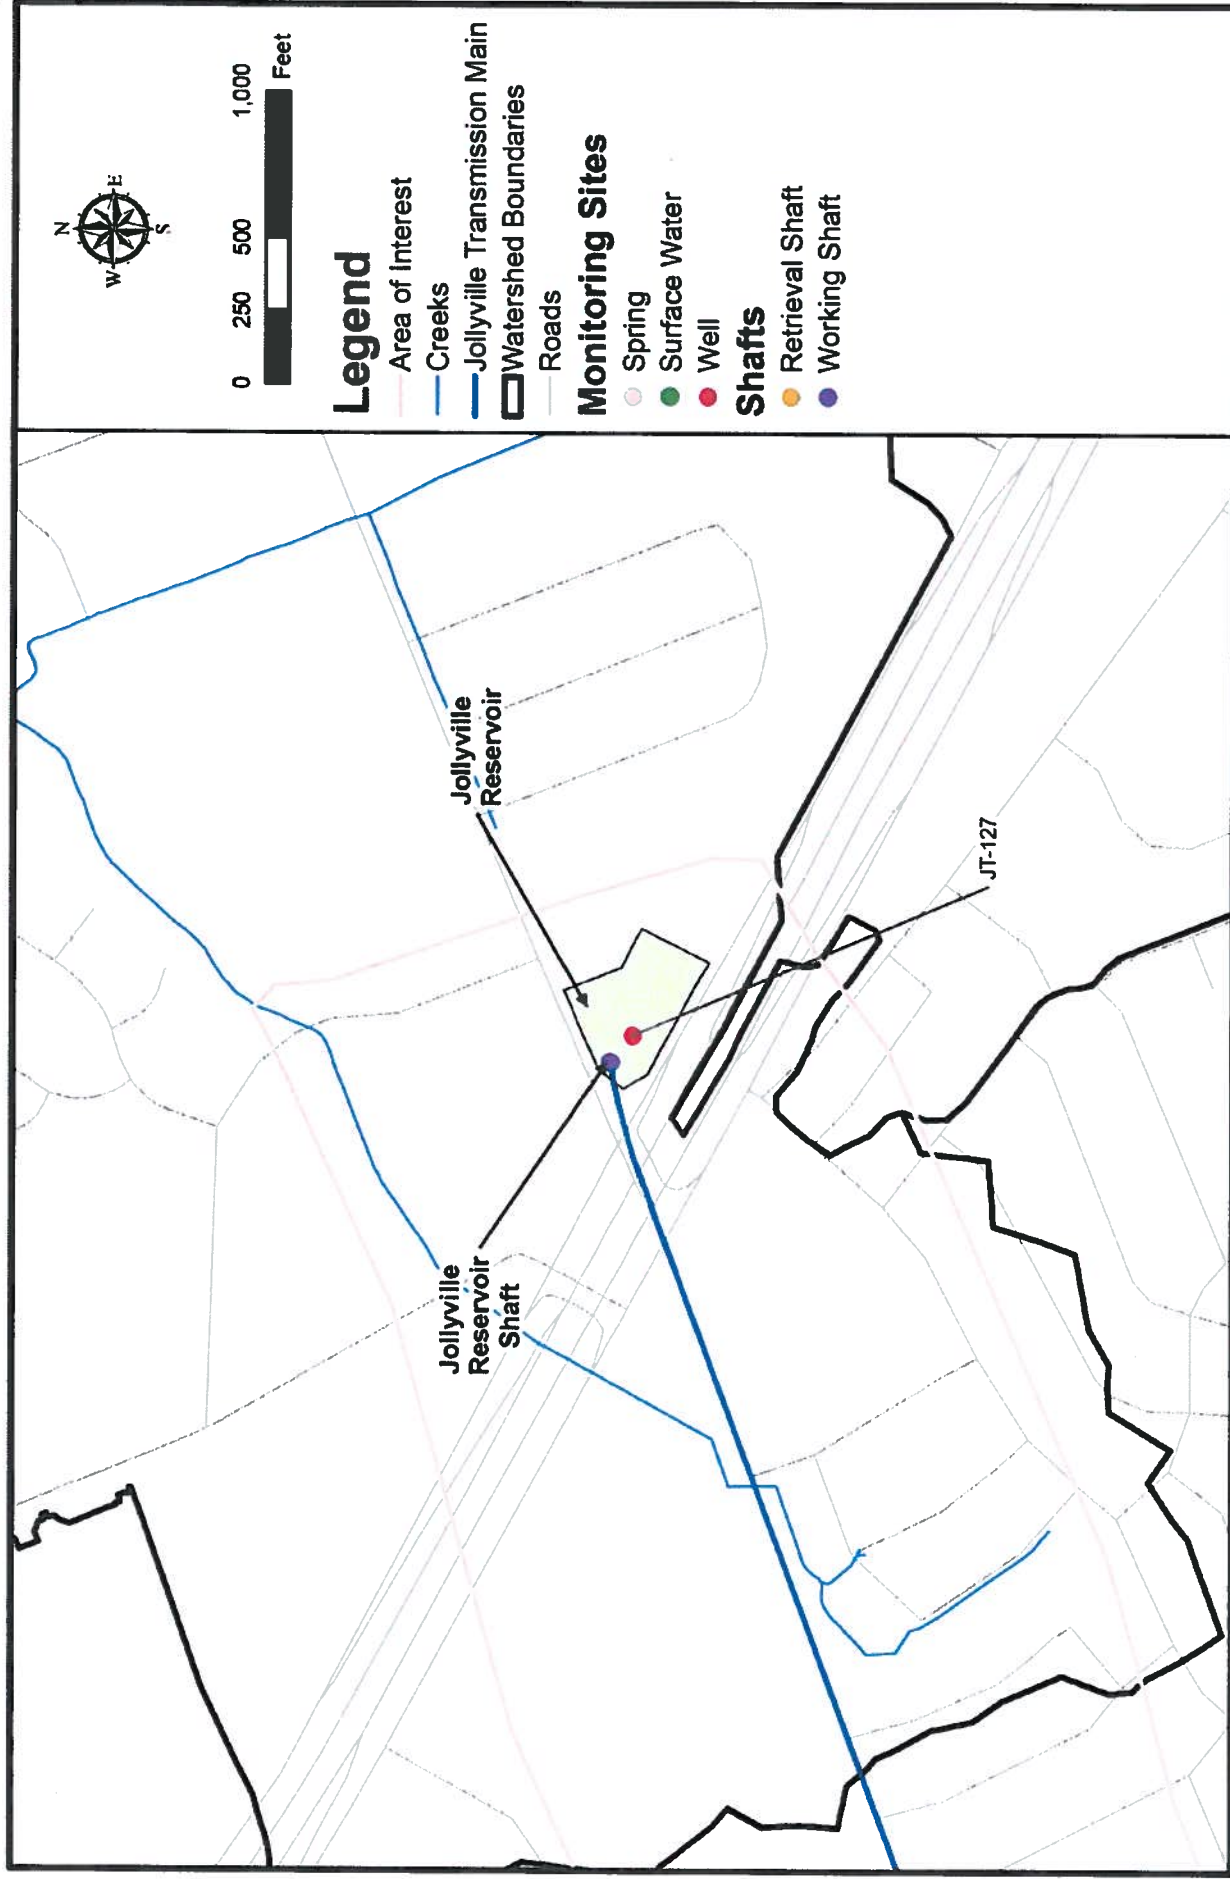 N
W
E
S
0 250 500 1,000
Feet
Legend
Area of Interest
Creeks
Jollyville Transmission Main
Watershed Boundaries
Roads
Monitoring Sites
Spring
Surface Water
Well
Shafts
Retrieval Shaft
Working Shaft
Jollyville
Reservoir
Jollyville
Reservoir
Shaft
JT-127